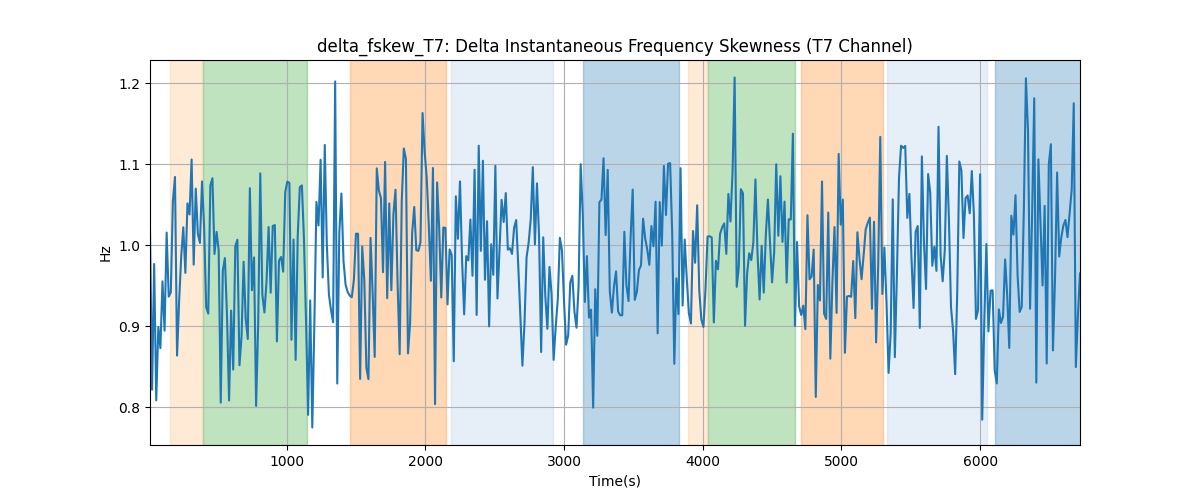 delta_fskew_T7: Delta Instantaneous Frequency Skewness (T7 Channel)
1.2
1.1
1.0
0.9
0.8
Hz
1000 2000 3000 4000 5000 6000
Time(s)